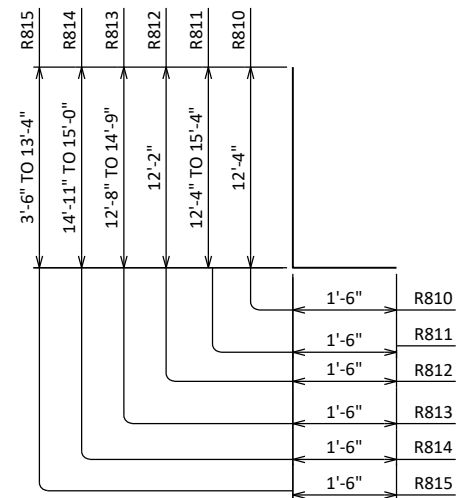 R815
R814
R813
R812
R811
R810
3'-6" TO 13'-4"
14'-11" TO 15'-0"
12'-8" TO 14'-9"
12'-2"
12'-4" TO 15'-4"
12'-4"
1'-6" R810
1'-6" R811
1'-6" R812
1'-6" R813
1'-6" R814
1'-6" R815